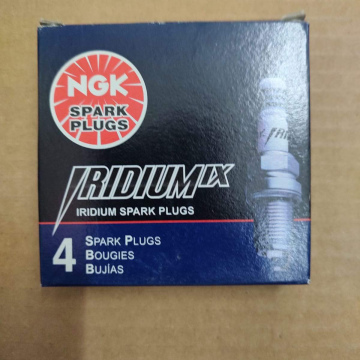 NGK
SPARK
PLUGS
IRIDIUM IX
IRIDIUM SPARK PLUGS
4
SPARK PLUGS
BOUGIES
BUJÍAS